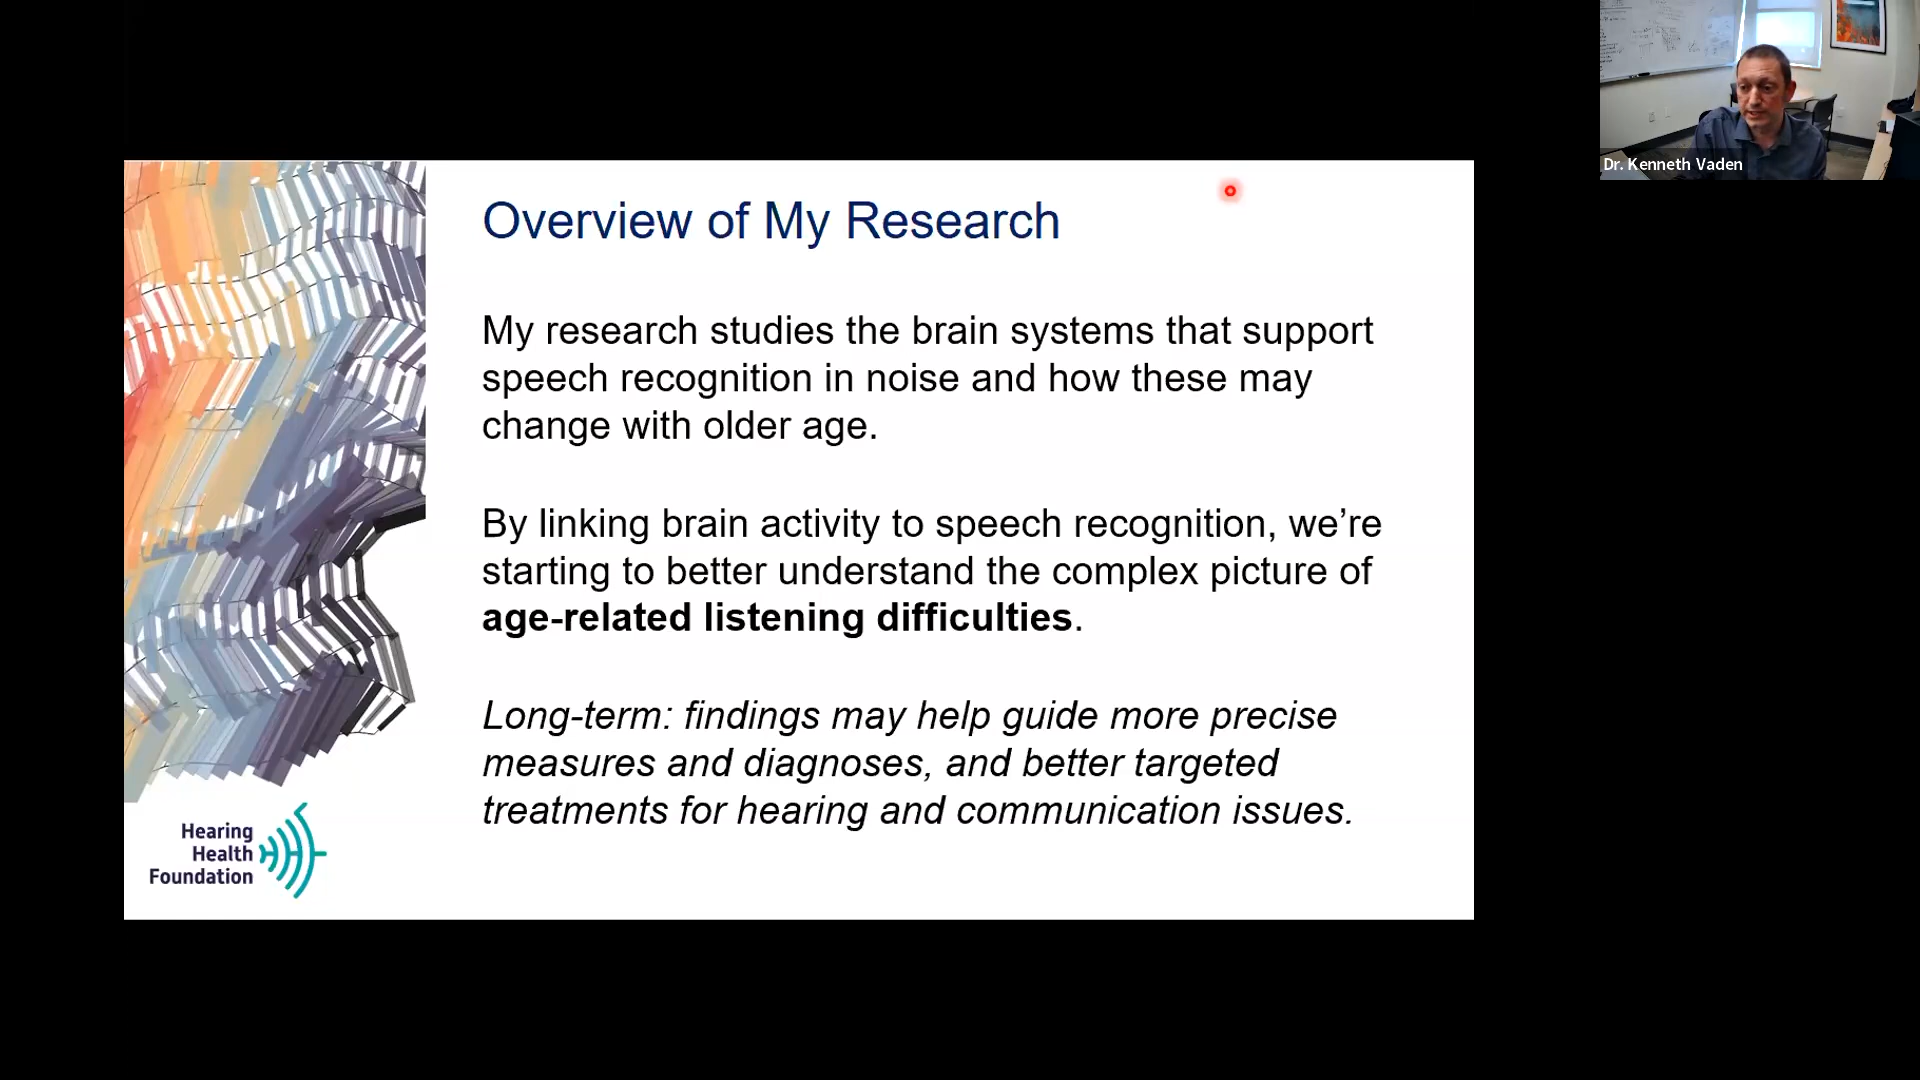 Overview of My Research
My research studies the brain systems that support
speech recognition in noise and how these may
change with older age.
By linking brain activity to speech recognition, we’re
starting to better understand the complex picture of
age-related listening difficulties.
Long-term: findings may help guide more precise
measures and diagnoses, and better targeted
treatments for hearing and communication issues.
Hearing
Health
Foundation
Dr. Kenneth Vaden